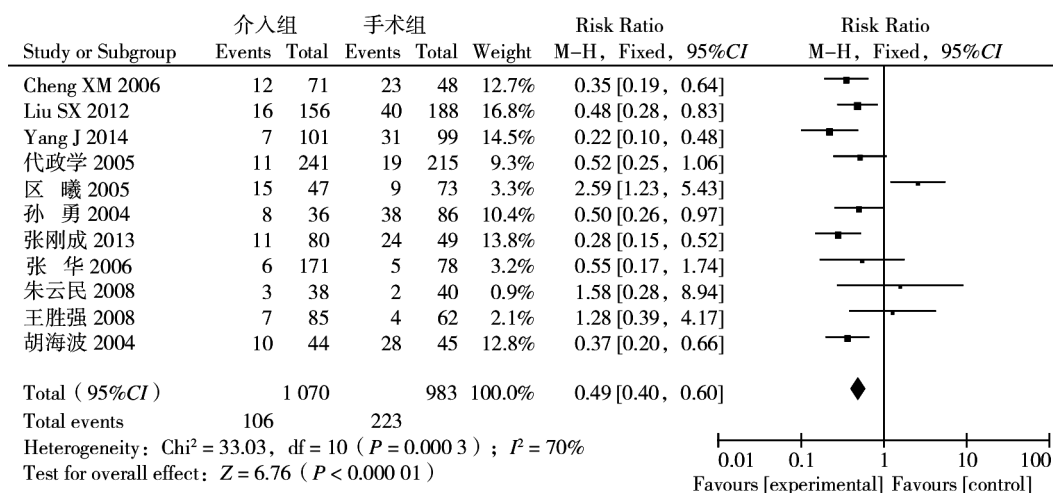 介入组 手术组 Risk Ratio Risk Ratio
Study or Subgroup Events Total Events Total Weight M-H, Fixed, 95%CI M-H, Fixed, 95%CI
Cheng XM 2006 12 71 23 48 12.7% 0.35 [0.19, 0.64]
Liu SX 2012 16 156 40 188 16.8% 0.48 [0.28, 0.83]
Yang J 2014 7 101 31 99 14.5% 0.22 [0.10, 0.48]
代政学 2005 11 241 19 215 9.3% 0.52 [0.25, 1.06]
区 曦 2005 15 47 9 73 3.3% 2.59 [1.23, 5.43]
孙 勇 2004 8 36 38 86 10.4% 0.50 [0.26, 0.97]
张刚成 2013 11 80 24 49 13.8% 0.28 [0.15, 0.52]
张 华 2006 6 171 5 78 3.2% 0.55 [0.17, 1.74]
朱云民 2008 3 38 2 40 0.9% 1.58 [0.28, 8.94]
王胜强 2008 7 85 4 62 2.1% 1.28 [0.39, 4.17]
胡海波 2004 10 44 28 45 12.8% 0.37 [0.20, 0.66]
Total (95%CI) 1 070 983 100.0% 0.49 [0.40, 0.60]
Total events 106 223
Heterogeneity: Chi² = 33.03, df = 10 (P = 0.000 3); I² = 70%
Test for overall effect: Z = 6.76 (P < 0.000 01)
0.01 0.1 1 10 100
Favours [experimental] Favours [control]